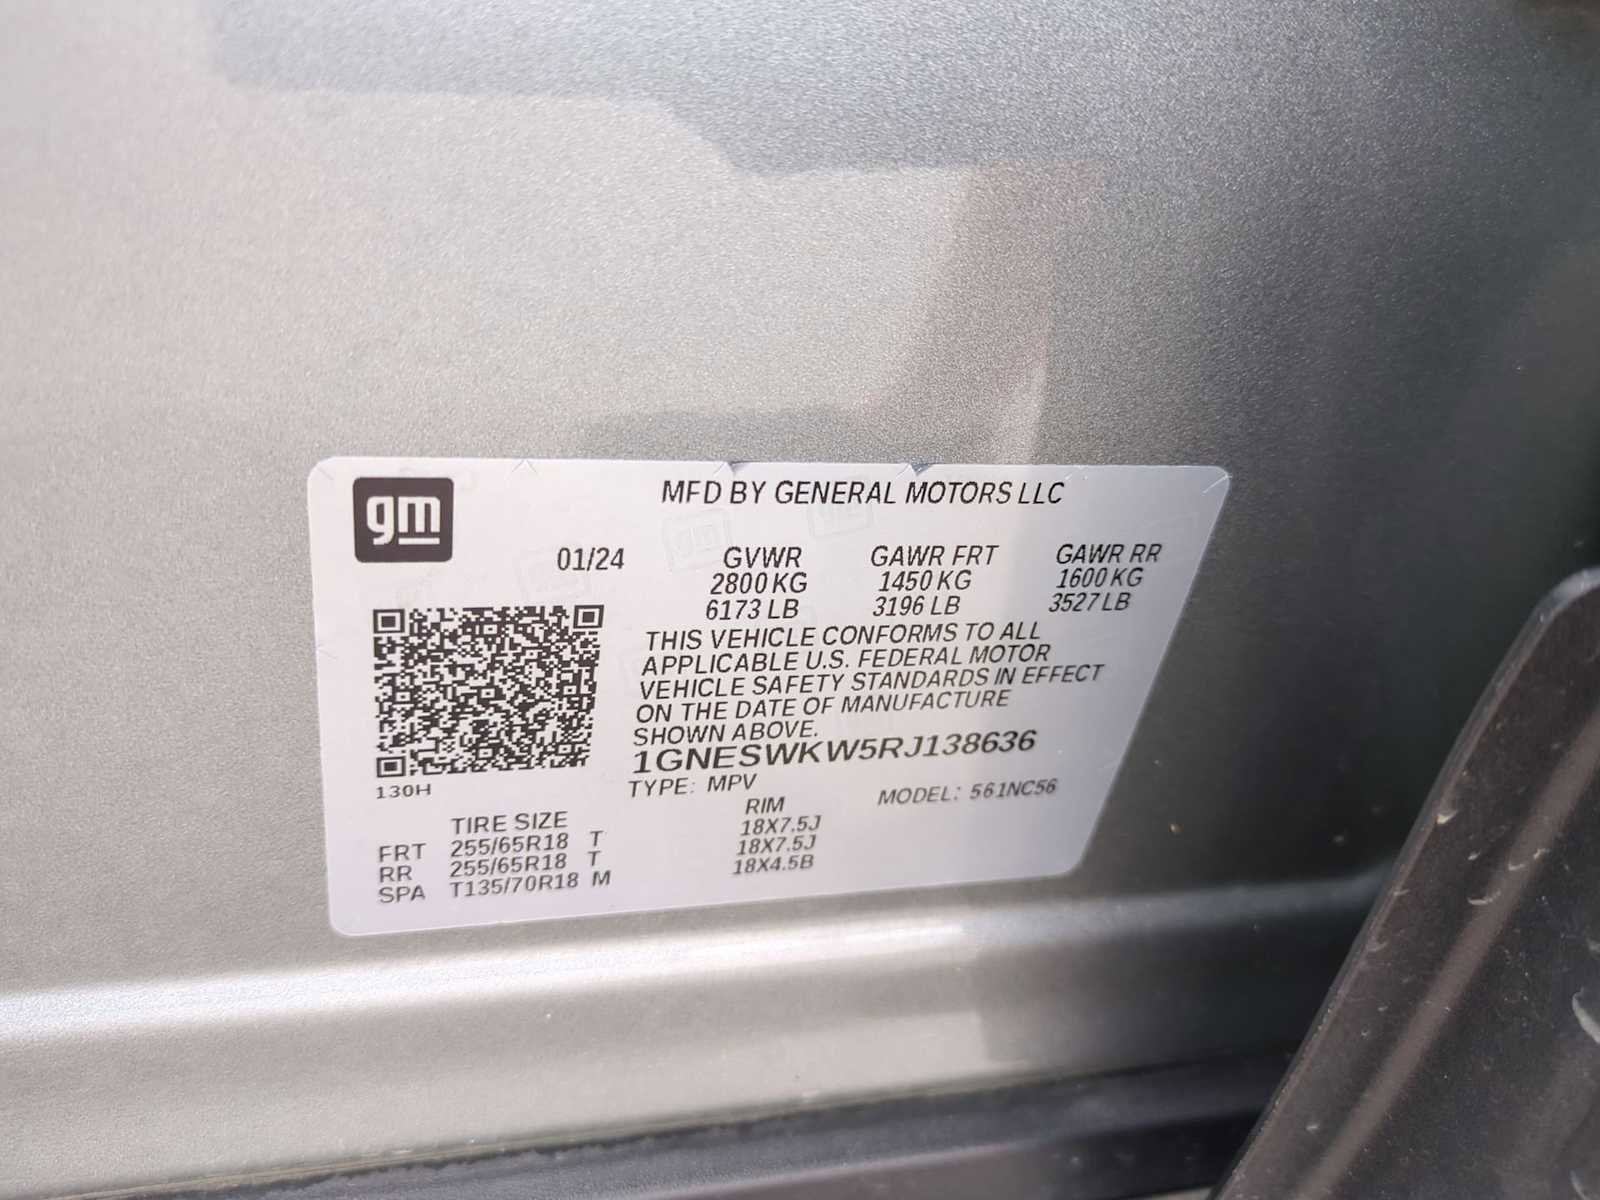 gm
MFD BY GENERAL MOTORS LLC
01/24 GVWR GAWR FRT GAWR RR
2800 KG 1450 KG 1600 KG
6173 LB 3196 LB 3527 LB
THIS VEHICLE CONFORMS TO ALL
APPLICABLE U.S. FEDERAL MOTOR
VEHICLE SAFETY STANDARDS IN EFFECT
ON THE DATE OF MANUFACTURE
SHOWN ABOVE.
1GNESWKW5RJ138636
130H TYPE: MPV MODEL: 561NC56
TIRE SIZE RIM
FRT 255/65R18 T 18X7.5J
RR 255/65R18 T 18X7.5J
SPA T135/70R18 M 18X4.5B